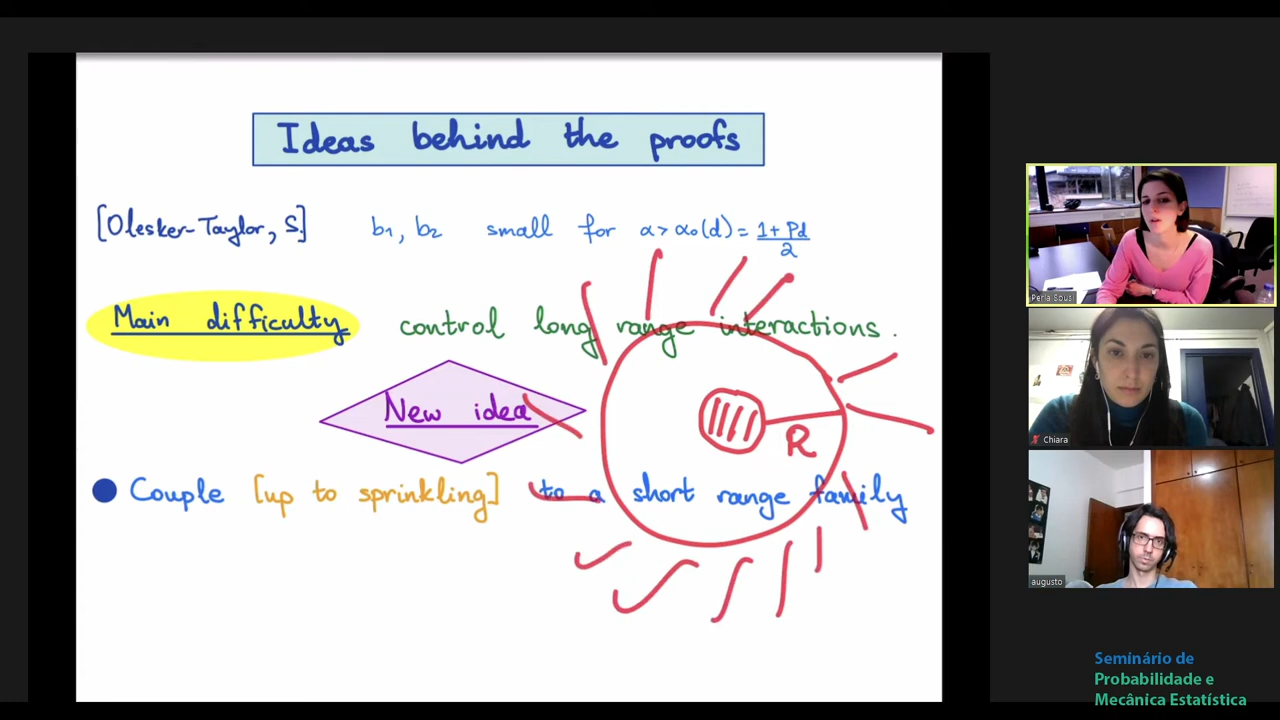 Ideas behind the proofs
[Olesker-Taylor, S.] b1, b2 small for α > α0(d) = 1 + Pd / 2
Main difficulty control long range interactions.
New idea
R
Couple [up to sprinkling] to a short range family
Perla Sousi
Chiara
augusto
Seminário de
Probabilidade e
Mecânica Estatística